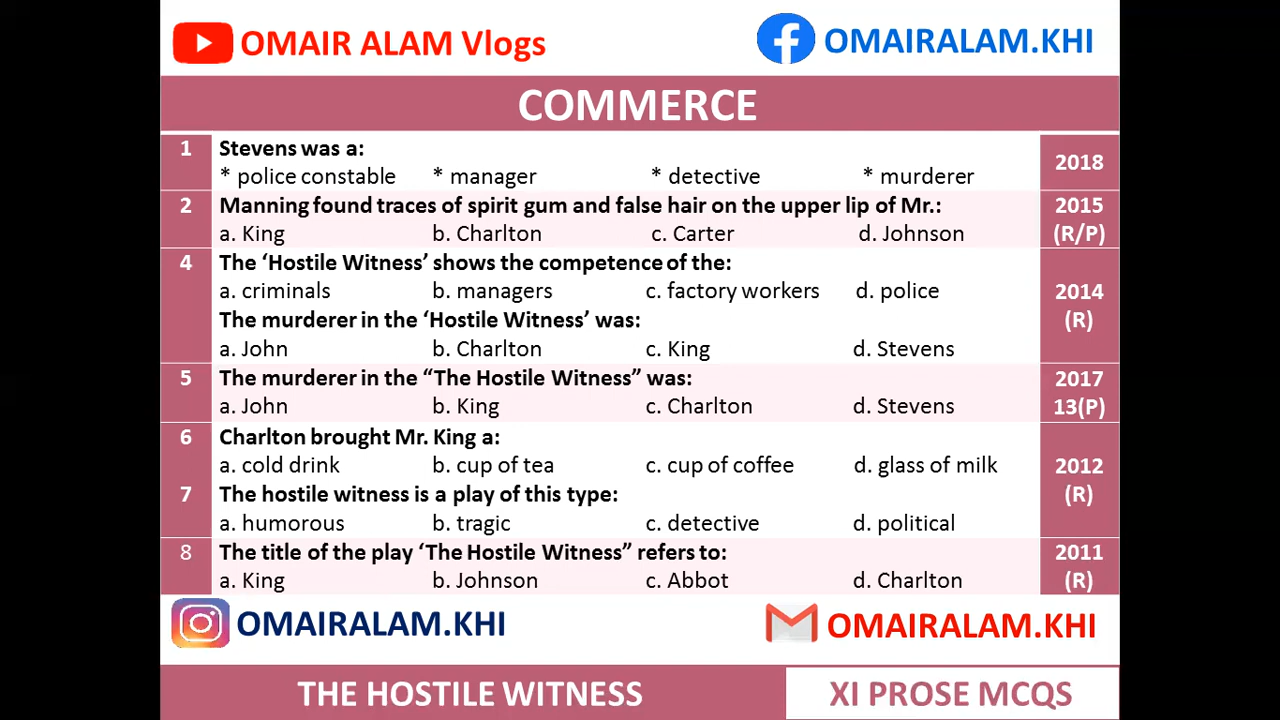 OMAIR ALAM Vlogs OMAIRALAM.KHI
COMMERCE
1 Stevens was a: 2018
* police constable * manager * detective * murderer
2 Manning found traces of spirit gum and false hair on the upper lip of Mr.: 2015
a. King b. Charlton c. Carter d. Johnson (R/P)
4 The ‘Hostile Witness’ shows the competence of the:
a. criminals b. managers c. factory workers d. police 2014
The murderer in the ‘Hostile Witness’ was: (R)
a. John b. Charlton c. King d. Stevens
5 The murderer in the “The Hostile Witness” was: 2017
a. John b. King c. Charlton d. Stevens 13(P)
6 Charlton brought Mr. King a:
a. cold drink b. cup of tea c. cup of coffee d. glass of milk 2012
7 The hostile witness is a play of this type: (R)
a. humorous b. tragic c. detective d. political
8 The title of the play ‘The Hostile Witness” refers to: 2011
a. King b. Johnson c. Abbot d. Charlton (R)
OMAIRALAM.KHI OMAIRALAM.KHI
THE HOSTILE WITNESS XI PROSE MCQS